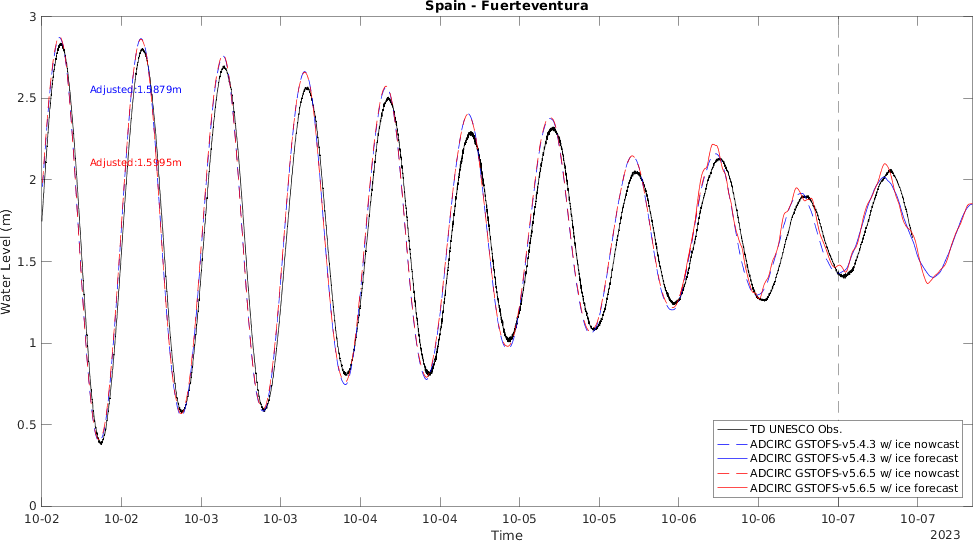 Spain - Fuerteventura
3
2.5
2
1.5
1
0.5
0
Water Level (m)
Adjusted:1.5879m
Adjusted:1.5995m
TD UNESCO Obs.
ADCIRC GSTOFS-v5.4.3 w/ ice nowcast
ADCIRC GSTOFS-v5.4.3 w/ ice forecast
ADCIRC GSTOFS-v5.6.5 w/ ice nowcast
ADCIRC GSTOFS-v5.6.5 w/ ice forecast
10-02 10-02 10-03 10-03 10-04 10-04 10-05 10-05 10-06 10-06 10-07 10-07
Time
2023